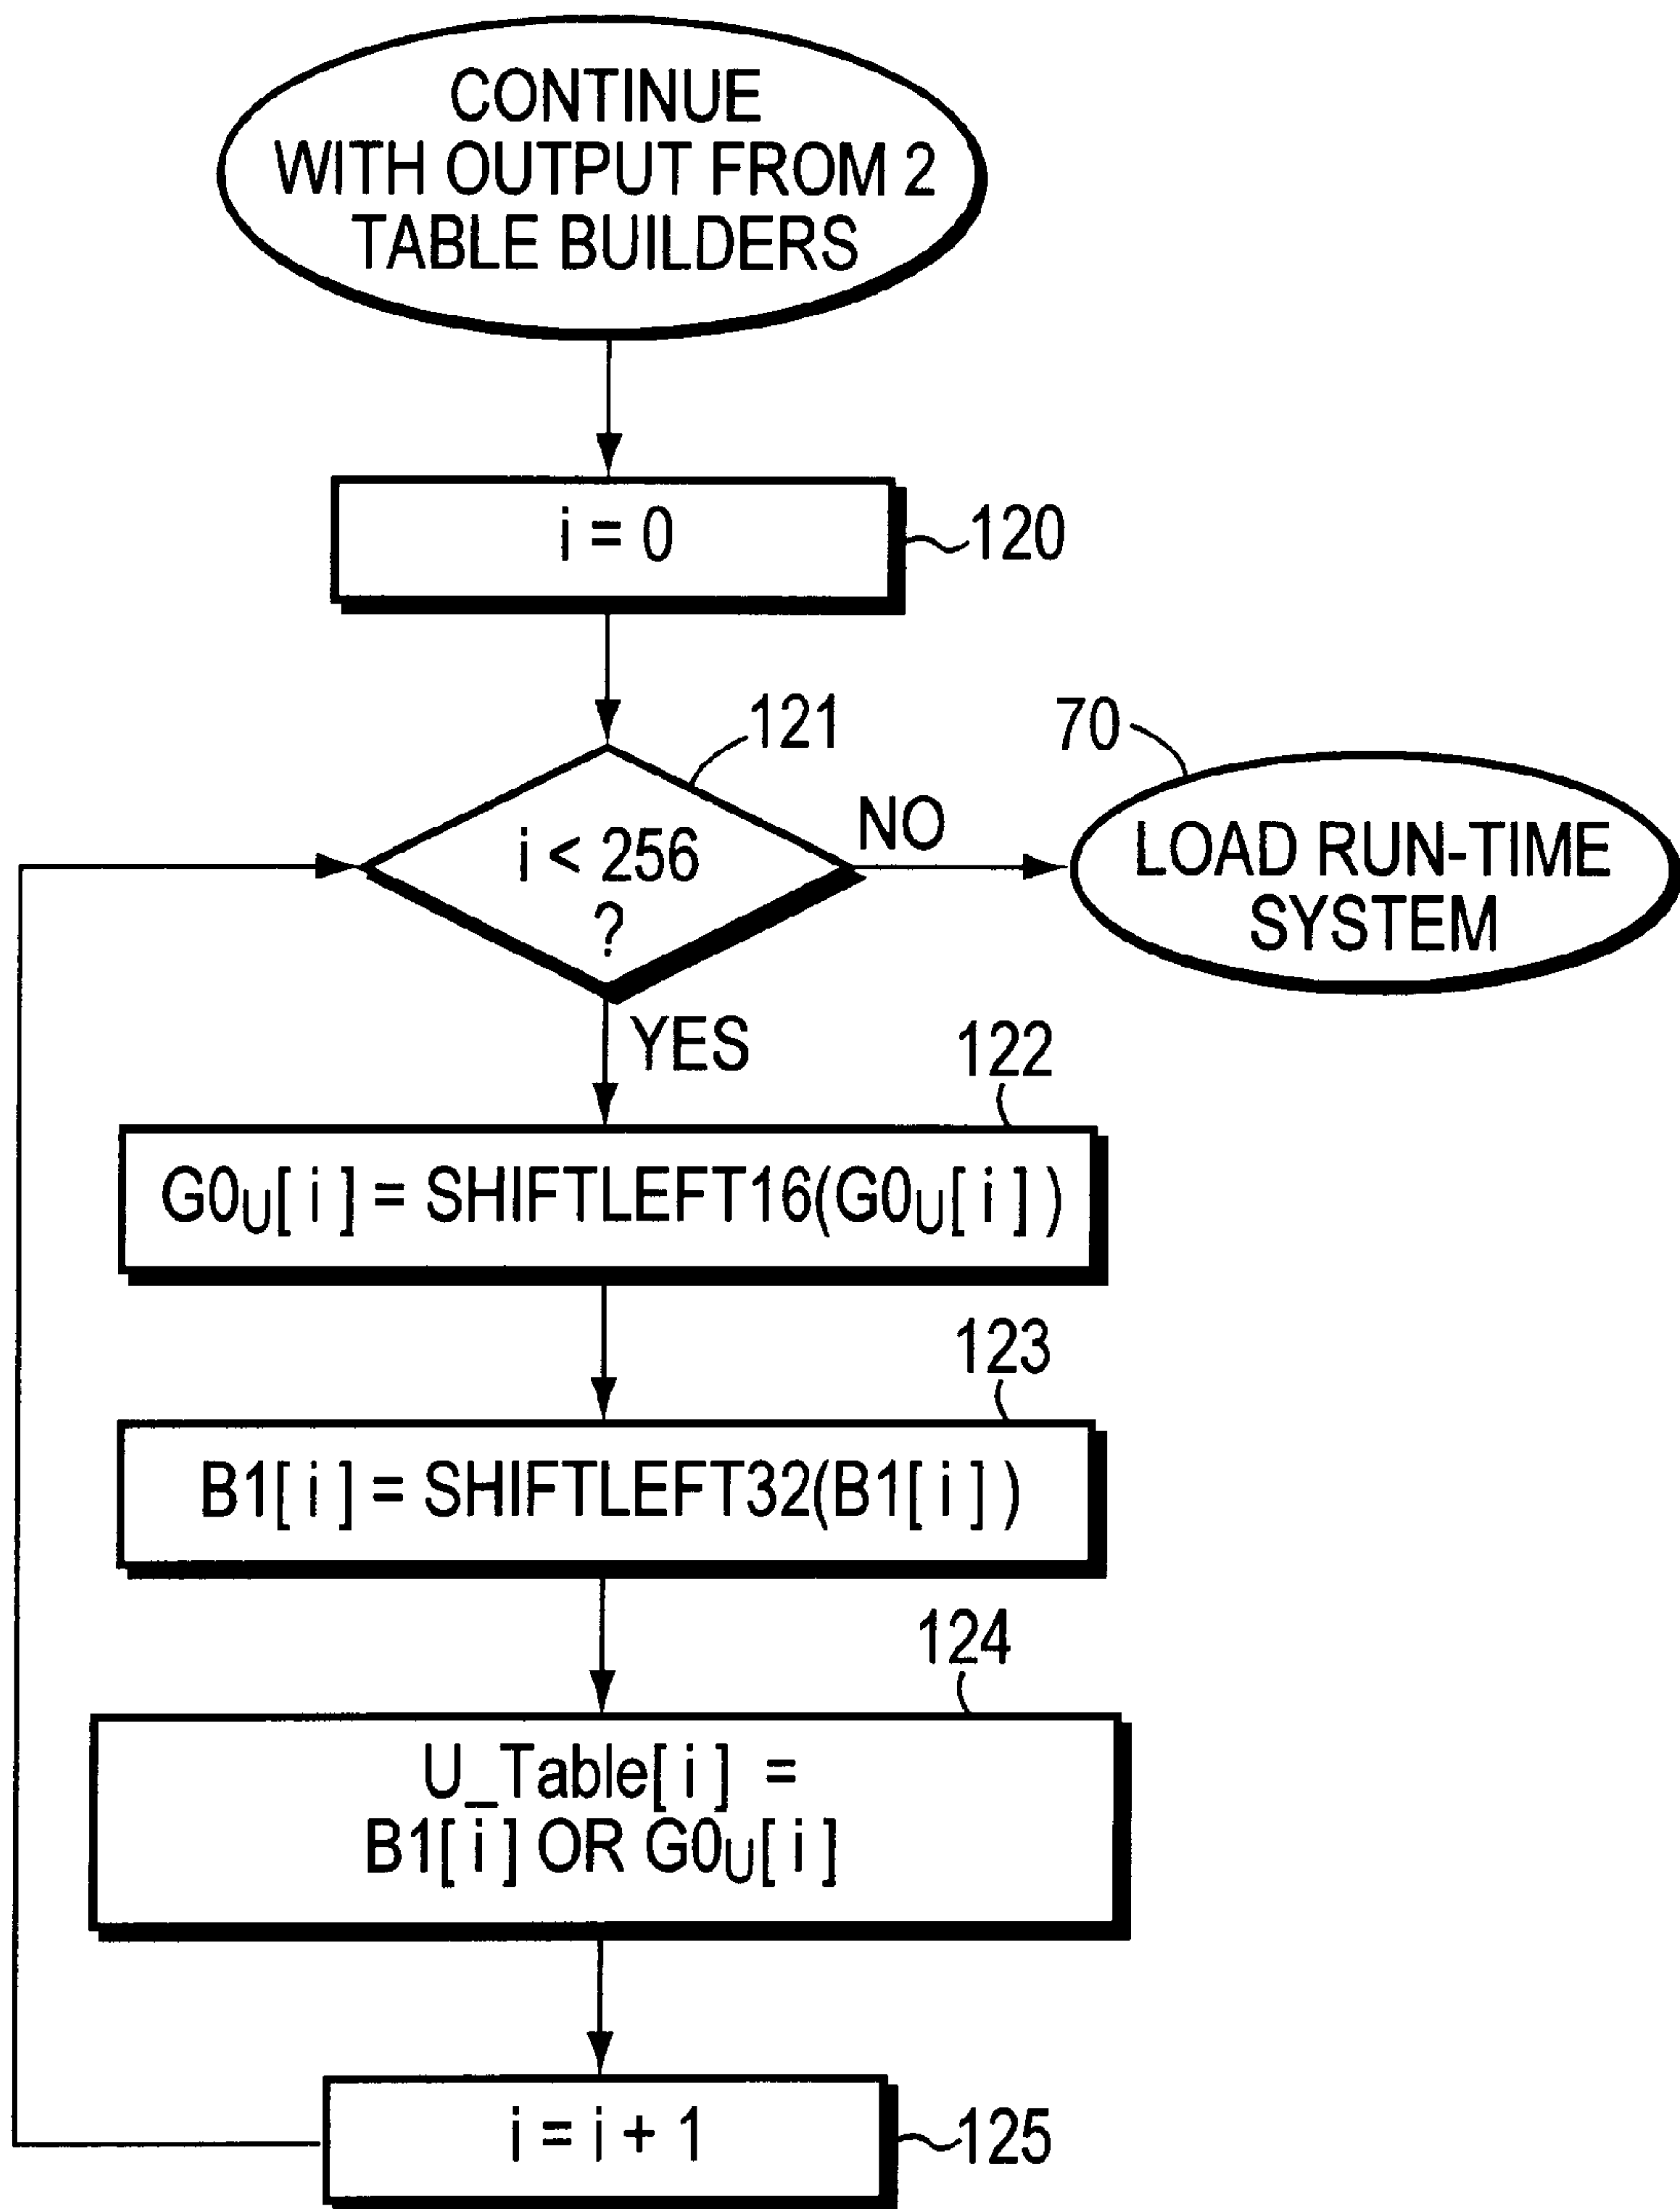 CONTINUE
WITH OUTPUT FROM 2
TABLE BUILDERS
i = 0
120
121
i < 256
?
NO
70
LOAD RUN-TIME
SYSTEM
YES
122
G0U[ i ] = SHIFTLEFT16(G0U[ i ] )
123
B1[ i ] = SHIFTLEFT32(B1[ i ] )
124
U_Table[ i ] =
B1[ i ] OR G0U[ i ]
i = i + 1
125